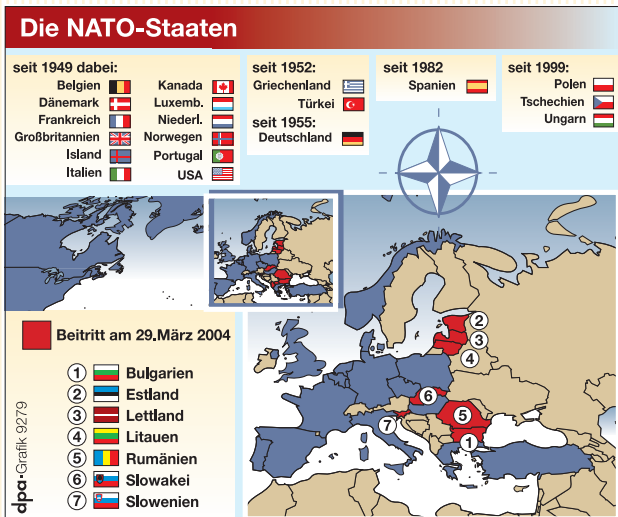 Die NATO-Staaten
seit 1949 dabei:
Belgien
Dänemark
Frankreich
Großbritannien
Island
Italien
Kanada
Luxemb.
Niederl.
Norwegen
Portugal
USA
seit 1952:
Griechenland
Türkei
seit 1955:
Deutschland
seit 1982
Spanien
seit 1999:
Polen
Tschechien
Ungarn
Beitritt am 29.März 2004
1 Bulgarien
2 Estland
3 Lettland
4 Litauen
5 Rumänien
6 Slowakei
7 Slowenien
2
3
4
6
5
7
1
dpa•Grafik 9279